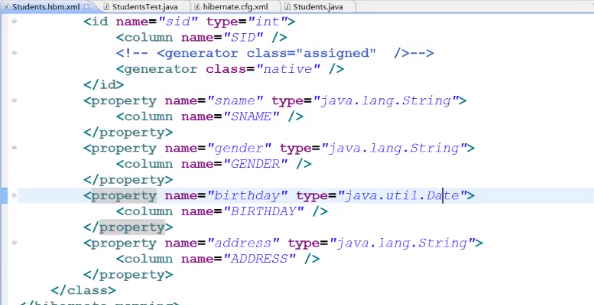 Students.hbm.xml StudentsTest.java hibernate.cfg.xml Students.java
<id name="sid" type="int">
<column name="SID" />
<!-- <generator class="assigned"  />-->
<generator class="native" />
</id>
<property name="sname" type="java.lang.String">
<column name="SNAME" />
</property>
<property name="gender" type="java.lang.String">
<column name="GENDER" />
</property>
<property name="birthday" type="java.util.Date">
<column name="BIRTHDAY" />
</property>
<property name="address" type="java.lang.String">
<column name="ADDRESS" />
</property>
</class>
</hibernate-mapping>